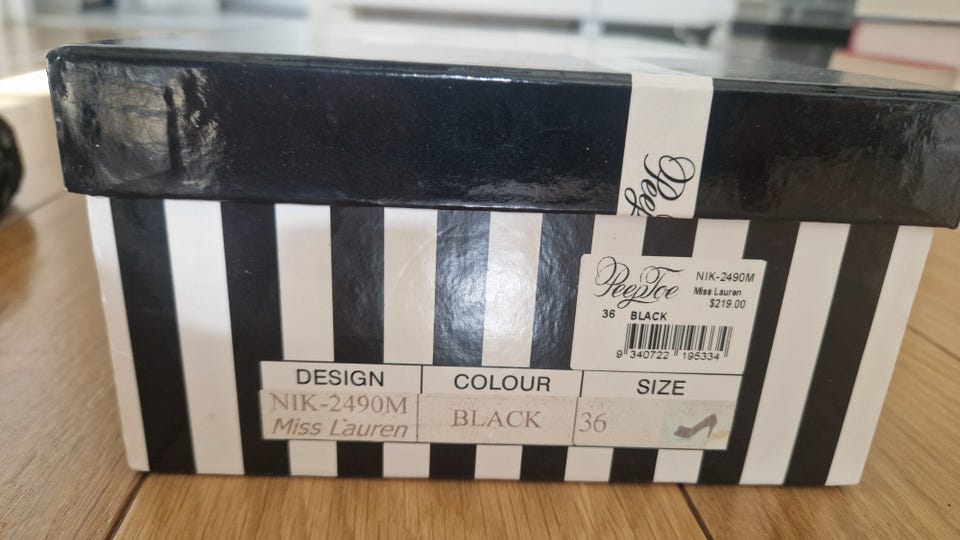 Pee
PeepToe
NIK-2490M
Miss Lauren
$219.00
36 BLACK
9 340722 195334
DESIGN COLOUR SIZE
NIK-2490M BLACK 36
Miss Lauren